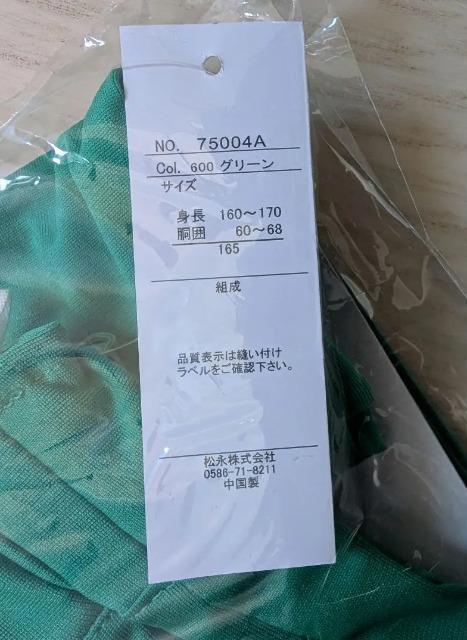 NO. 75004A
Col. 600 グリーン
サイズ
身長 160～170
胴囲 60～68
165
組成
品質表示は縫い付け
ラベルをご確認下さい。
松永株式会社
0586-71-8211
中国製